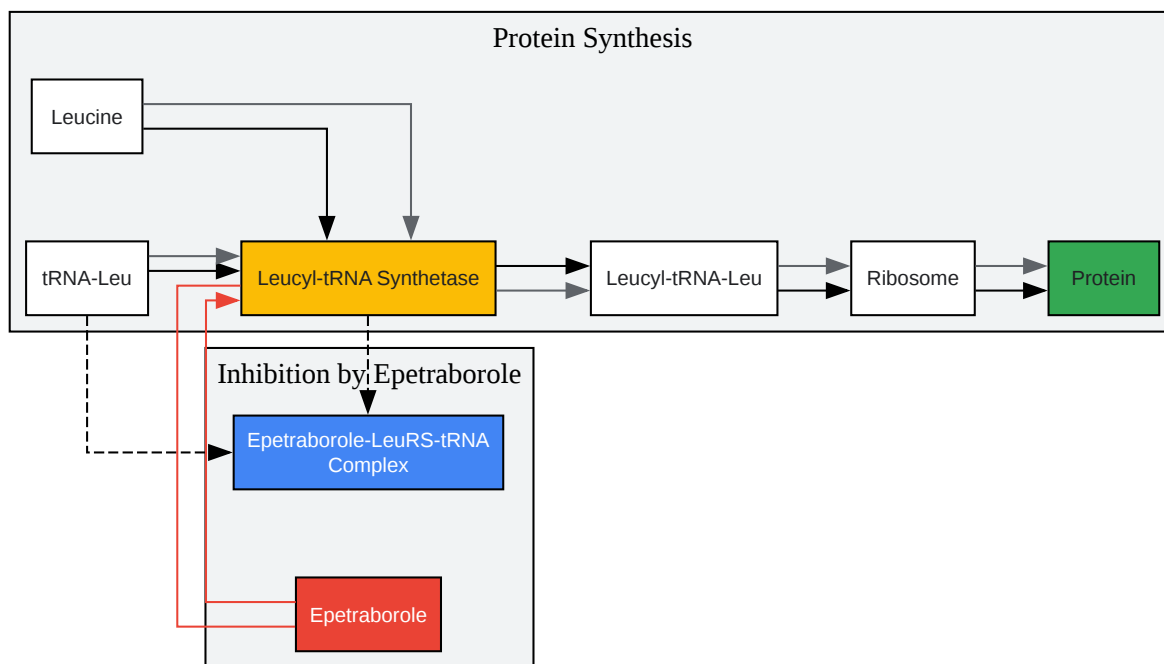 Protein Synthesis
Leucine
tRNA-Leu
Leucyl-tRNA Synthetase
Leucyl-tRNA-Leu
Ribosome
Protein
Inhibition by Epetraborole
Epetraborole-LeuRS-tRNA
Complex
Epetraborole